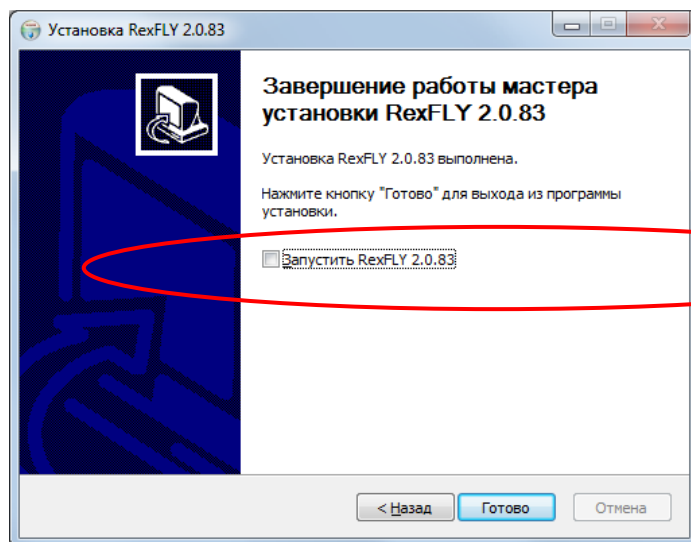 Установка RexFLY 2.0.83
Завершение работы мастера
установки RexFLY 2.0.83
Установка RexFLY 2.0.83 выполнена.
Нажмите кнопку "Готово" для выхода из программы
установки.
Запустить RexFLY 2.0.83
< Назад Готово Отмена